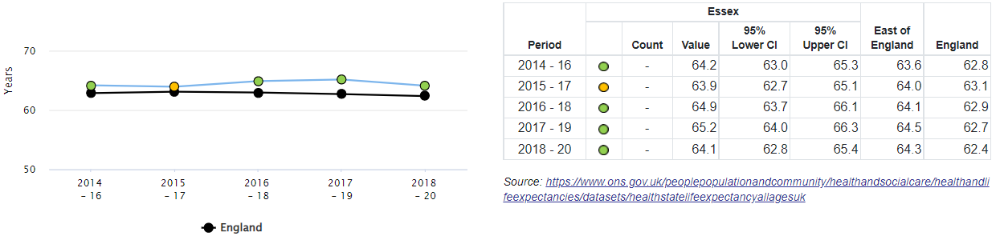 Years
70
60
50
2014
- 16
2015
- 17
2016
- 18
2017
- 19
2018
- 20
England
Essex
Period Count Value 95% Lower CI 95% Upper CI East of England England
2014 - 16 - 64.2 63.0 65.3 63.6 62.8
2015 - 17 - 63.9 62.7 65.1 64.0 63.1
2016 - 18 - 64.9 63.7 66.1 64.1 62.9
2017 - 19 - 65.2 64.0 66.3 64.5 62.7
2018 - 20 - 64.1 62.8 65.4 64.3 62.4
Source: https://www.ons.gov.uk/peoplepopulationandcommunity/healthandsocialcare/healthandli
feexpectancies/datasets/healthstatelifeexpectancyallagesuk